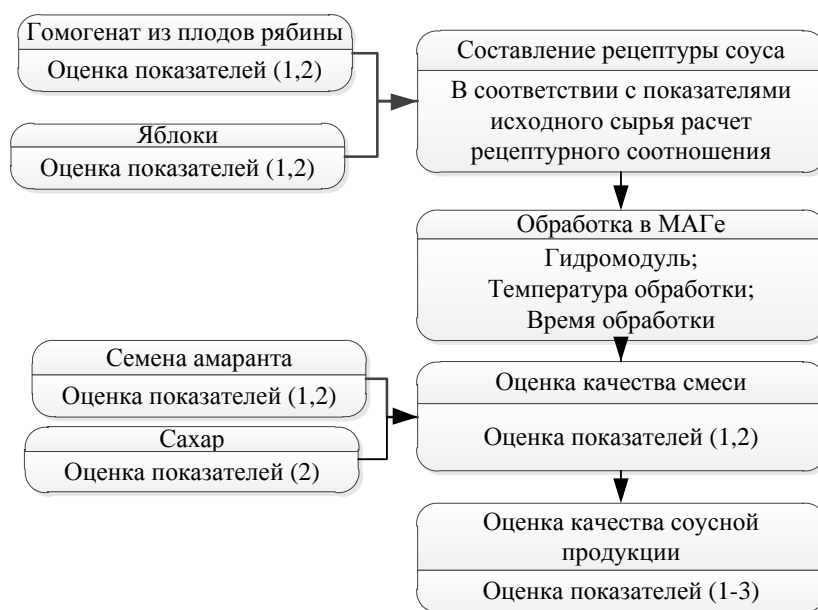 Гомогенат из плодов рябины
Оценка показателей (1,2)
Яблоки
Оценка показателей (1,2)
Составление рецептуры соуса
В соответствии с показателями
исходного сырья расчет
рецептурного соотношения
Обработка в МАГе
Гидромодуль;
Температура обработки;
Время обработки
Семена амаранта
Оценка показателей (1,2)
Сахар
Оценка показателей (2)
Оценка качества смеси
Оценка показателей (1,2)
Оценка качества соусной
продукции
Оценка показателей (1-3)